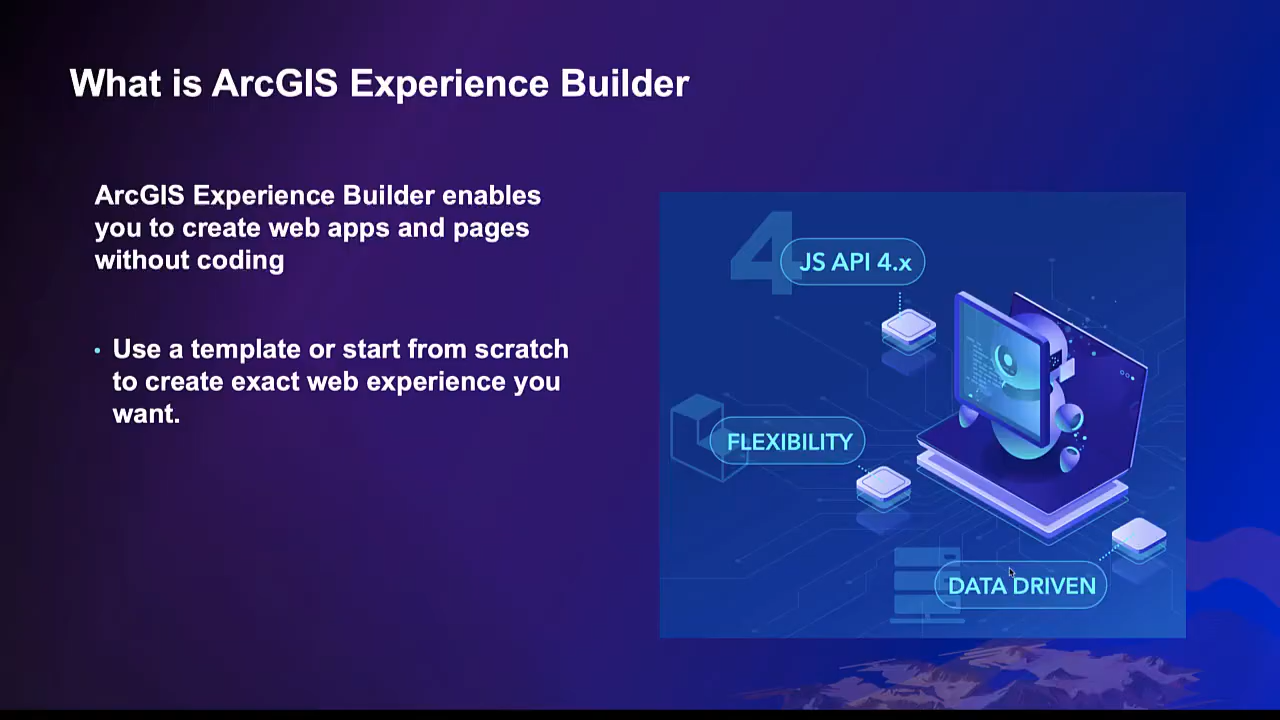 What is ArcGIS Experience Builder
ArcGIS Experience Builder enables
you to create web apps and pages
without coding
• Use a template or start from scratch
to create exact web experience you
want.
4
JS API 4.x
FLEXIBILITY
DATA DRIVEN